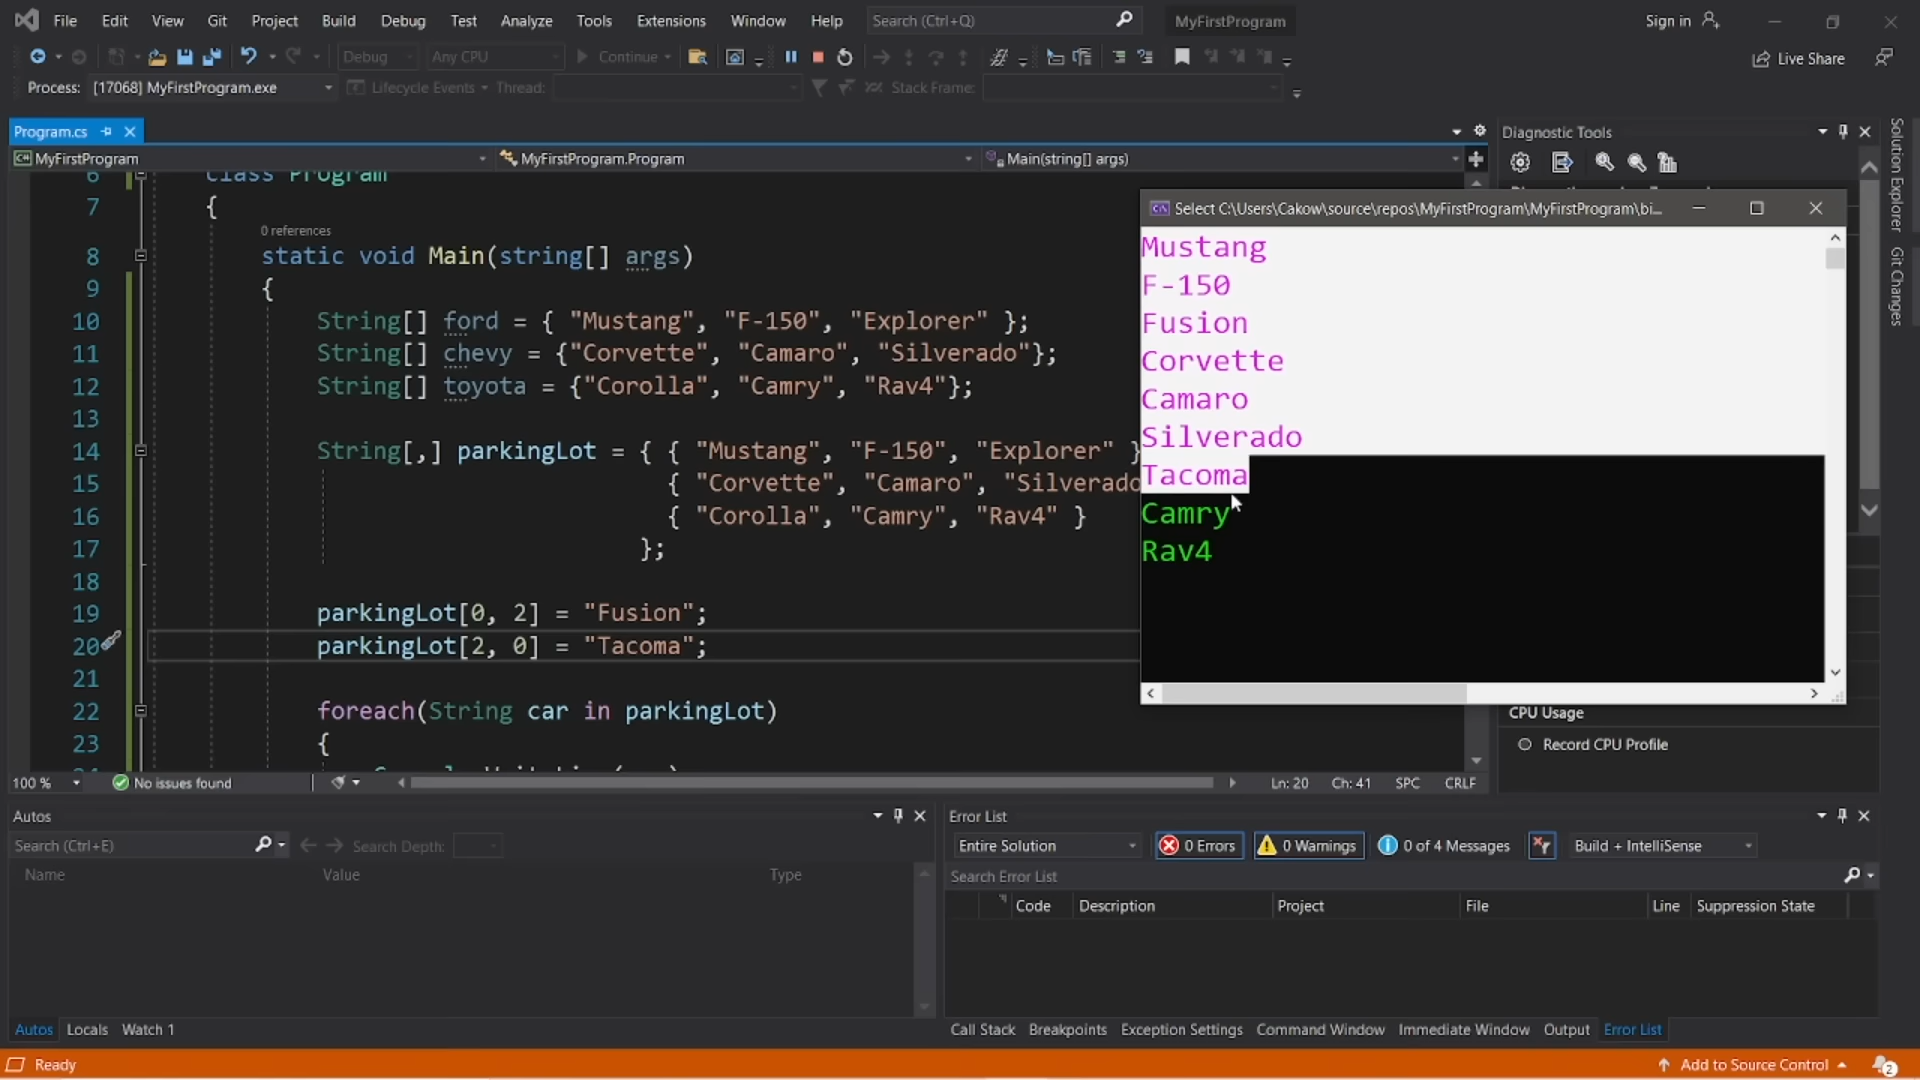 File Edit View Git Project Build Debug Test Analyze Tools Extensions Window Help Search (Ctrl+Q) MyFirstProgram Sign in
Debug Any CPU Continue Live Share
Process: [17068] MyFirstProgram.exe Lifecycle Events Thread: Stack Frame:
Program.cs
MyFirstProgram MyFirstProgram.Program Main(string[] args)
Diagnostic Tools
Solution Explorer
Git Changes
6 class Program
7 {
0 references
8 static void Main(string[] args)
9 {
10 String[] ford = { "Mustang", "F-150", "Explorer" };
11 String[] chevy = {"Corvette", "Camaro", "Silverado"};
12 String[] toyota = {"Corolla", "Camry", "Rav4"};
13
14 String[,] parkingLot = { { "Mustang", "F-150", "Explorer" }
15 { "Corvette", "Camaro", "Silverado
16 { "Corolla", "Camry", "Rav4" }
17 };
18
19 parkingLot[0, 2] = "Fusion";
20 parkingLot[2, 0] = "Tacoma";
21
22 foreach(String car in parkingLot)
23 {
Select C:\Users\Cakow\source\repos\MyFirstProgram\MyFirstProgram\bi...
Mustang
F-150
Fusion
Corvette
Camaro
Silverado
Tacoma
Camry
Rav4
CPU Usage
Record CPU Profile
100 % No issues found Ln: 20 Ch: 41 SPC CRLF
Autos
Search (Ctrl+E) Search Depth:
Name Value Type
Autos Locals Watch 1
Error List
Entire Solution 0 Errors 0 Warnings 0 of 4 Messages Build + IntelliSense
Search Error List
Code Description Project File Line Suppression State
Call Stack Breakpoints Exception Settings Command Window Immediate Window Output Error List
Ready Add to Source Control 2